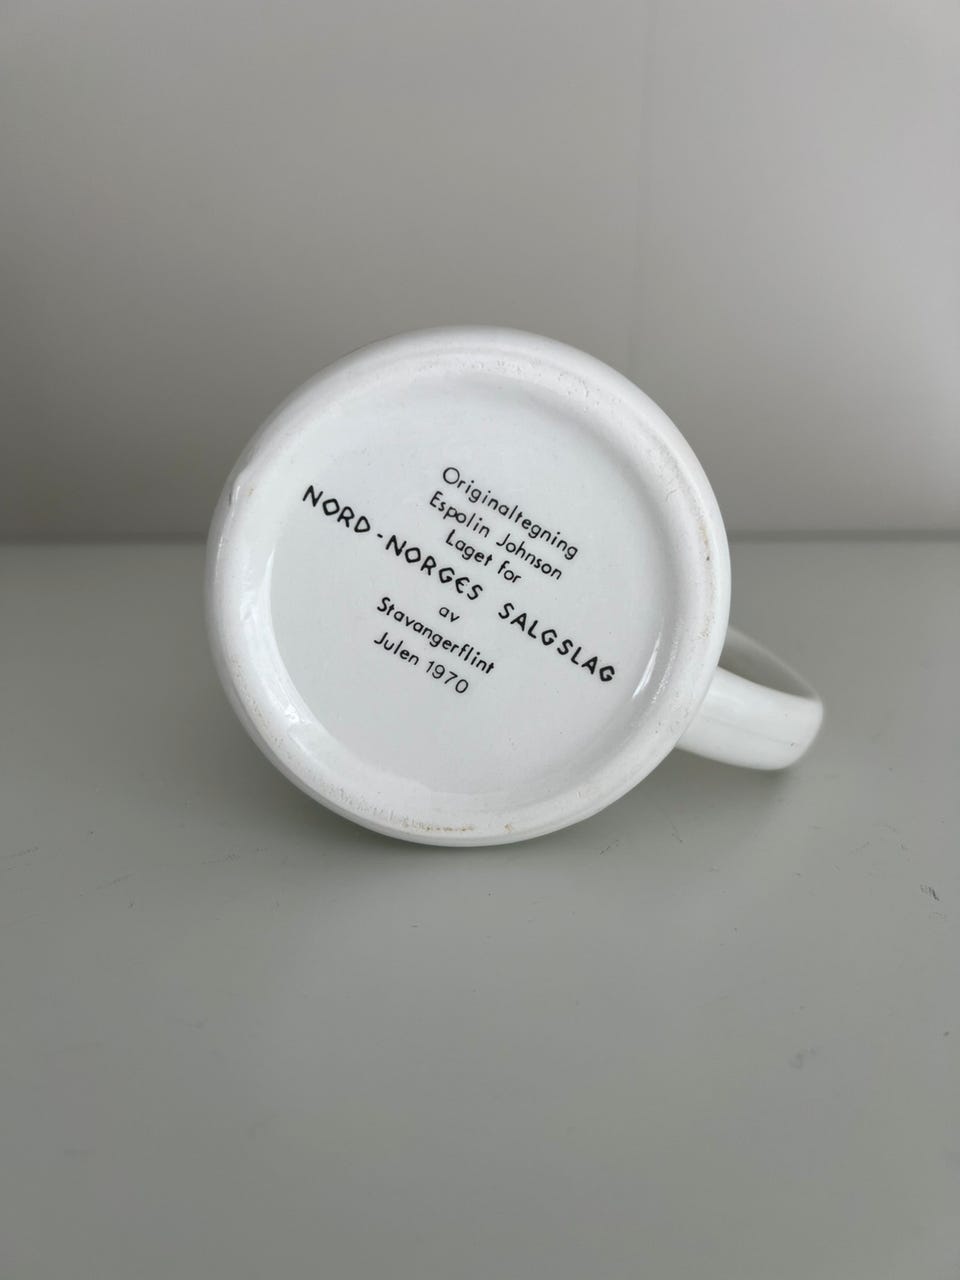 Originaltegning
Espolin Johnson
Laget for
NORD-NORGES SALGSLAG
av
Stavangerflint
Julen 1970